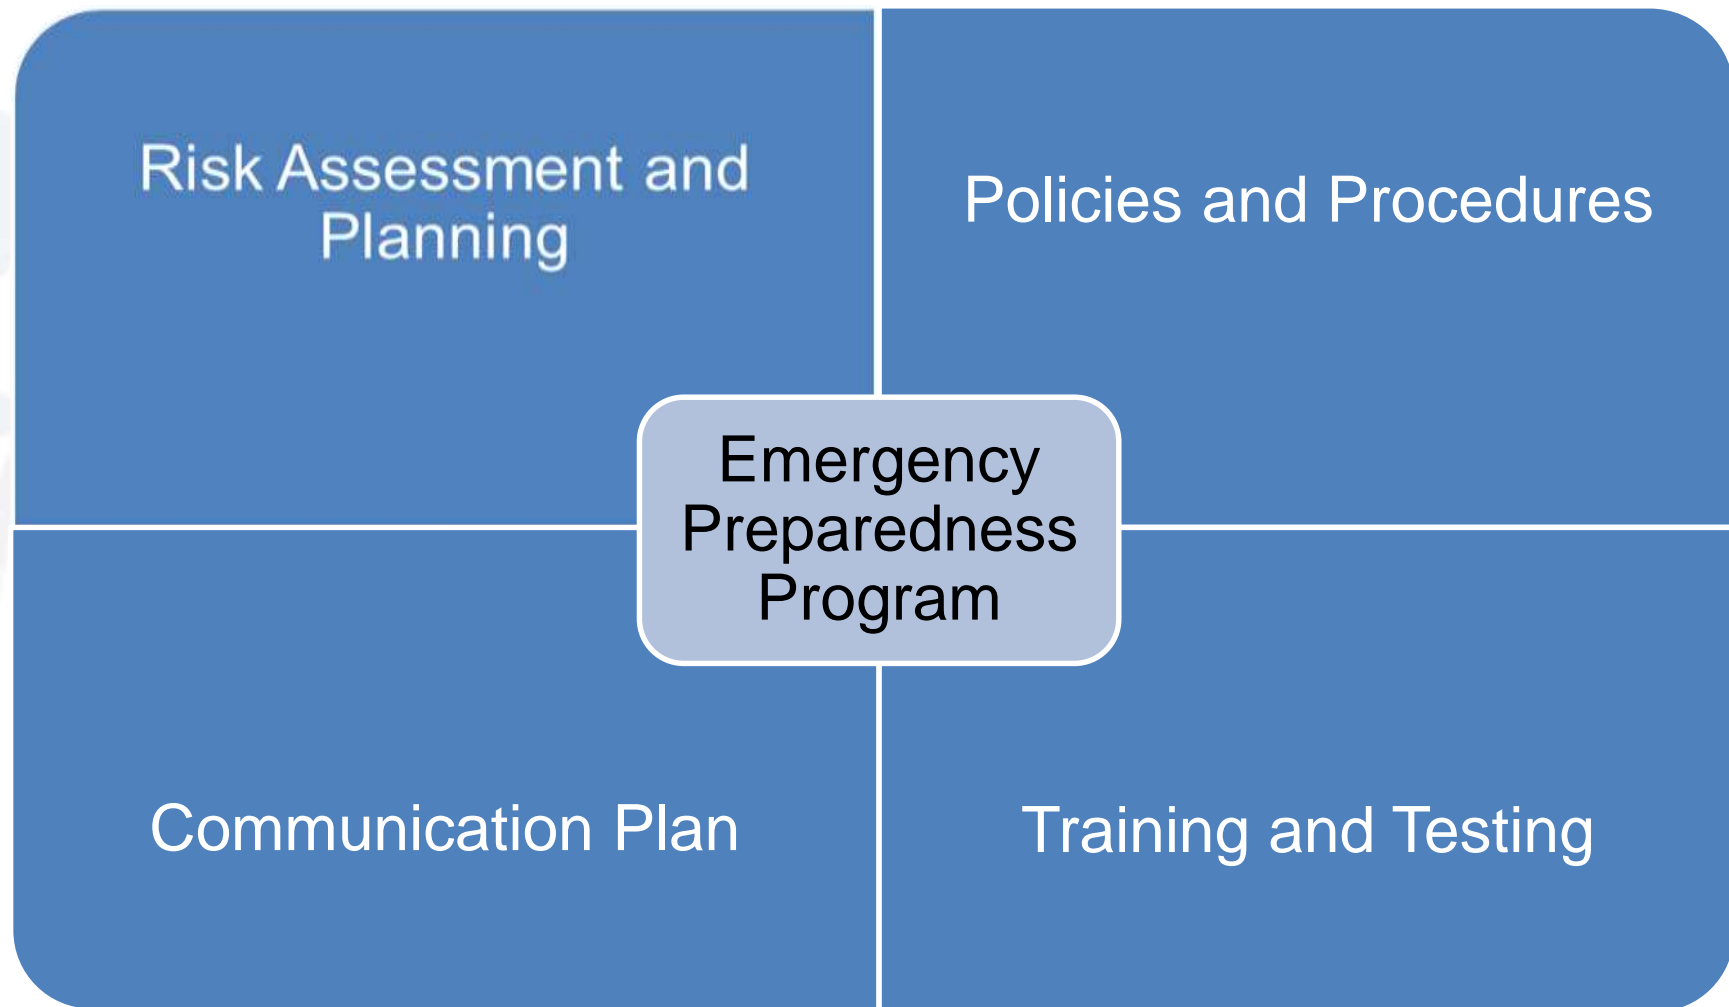 Risk Assessment and
Planning
Policies and Procedures
Emergency
Preparedness
Program
Communication Plan
Training and Testing